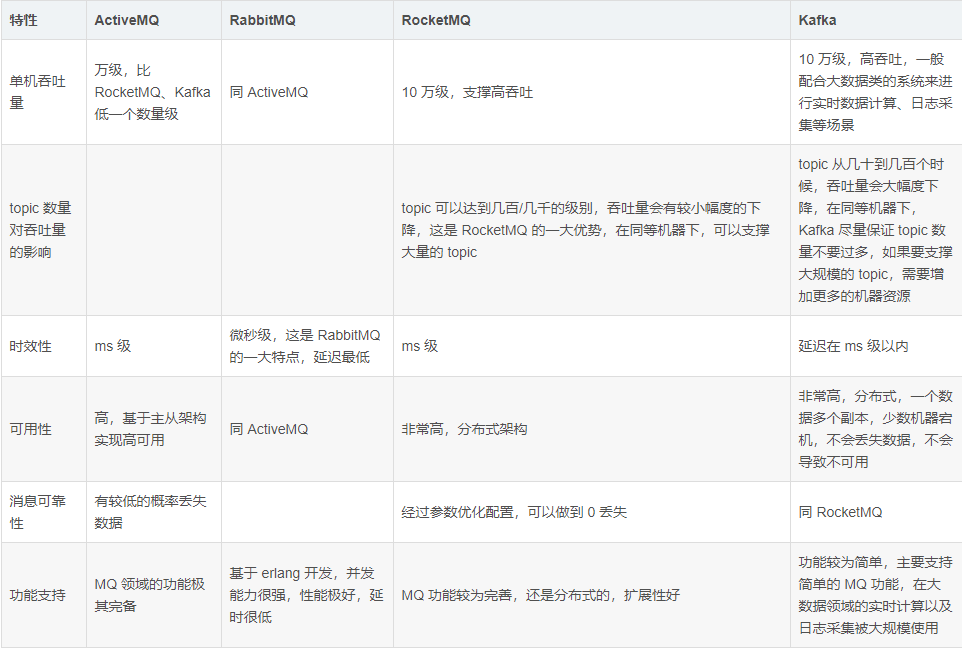 特性
ActiveMQ
RabbitMQ
RocketMQ
Kafka
单机吞吐
量
万级，比
RocketMQ、Kafka
低一个数量级
同 ActiveMQ
10 万级，支撑高吞吐
10 万级，高吞吐，一般
配合大数据类的系统来进
行实时数据计算、日志采
集等场景
topic 数量
对吞吐量
的影响
topic 可以达到几百/几千的级别，吞吐量会有较小幅度的下
降，这是 RocketMQ 的一大优势，在同等机器下，可以支撑
大量的 topic
topic 从几十到几百个时
候，吞吐量会大幅度下
降，在同等机器下，
Kafka 尽量保证 topic 数
量不要过多，如果要支撑
大规模的 topic，需要增
加更多的机器资源
时效性
ms 级
微秒级，这是 RabbitMQ
的一大特点，延迟最低
ms 级
延迟在 ms 级以内
可用性
高，基于主从架构
实现高可用
同 ActiveMQ
非常高，分布式架构
非常高，分布式，一个数
据多个副本，少数机器宕
机，不会丢失数据，不会
导致不可用
消息可靠
性
有较低的概率丢失
数据
经过参数优化配置，可以做到 0 丢失
同 RocketMQ
功能支持
MQ 领域的功能极
其完备
基于 erlang 开发，并发
能力很强，性能极好，延
时很低
MQ 功能较为完善，还是分布式的，扩展性好
功能较为简单，主要支持
简单的 MQ 功能，在大
数据领域的实时计算以及
日志采集被大规模使用